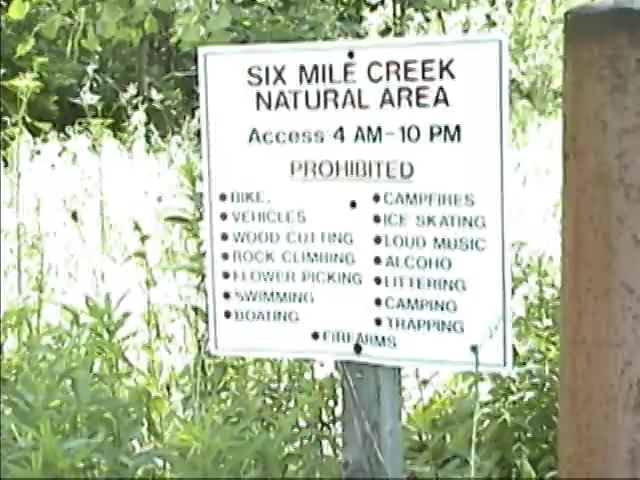 SIX MILE CREEK
NATURAL AREA
Access 4 AM-10 PM
PROHIBITED
• BIKE.
• VEHICLES
• WOOD CUTTING
• ROCK CLIMBING
• FLOWER PICKING
• SWIMMING
• BOATING
• CAMPFIRES
• ICE SKATING
• LOUD MUSIC
• ALCOHO
• LITTERING
• CAMPING
• TRAPPING
• FIREARMS